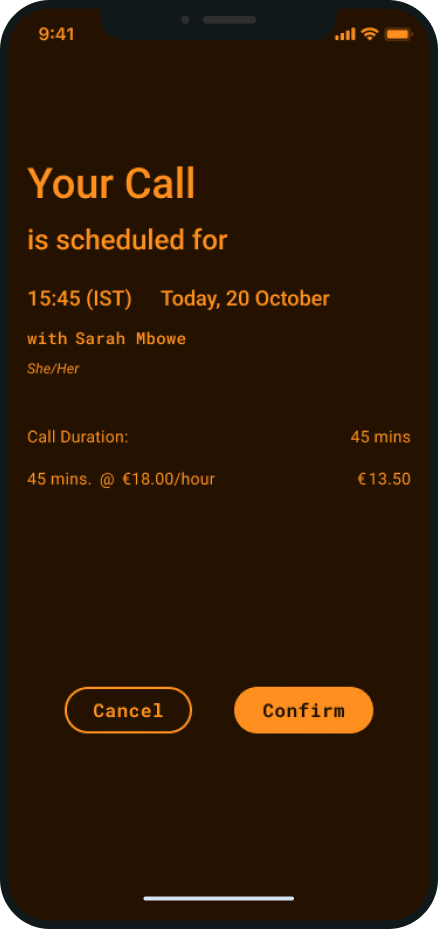 9:41
Your Call
is scheduled for
15:45 (IST) Today, 20 October
with Sarah Mbowe
She/Her
Call Duration: 45 mins
45 mins. @ €18.00/hour €13.50
Cancel Confirm